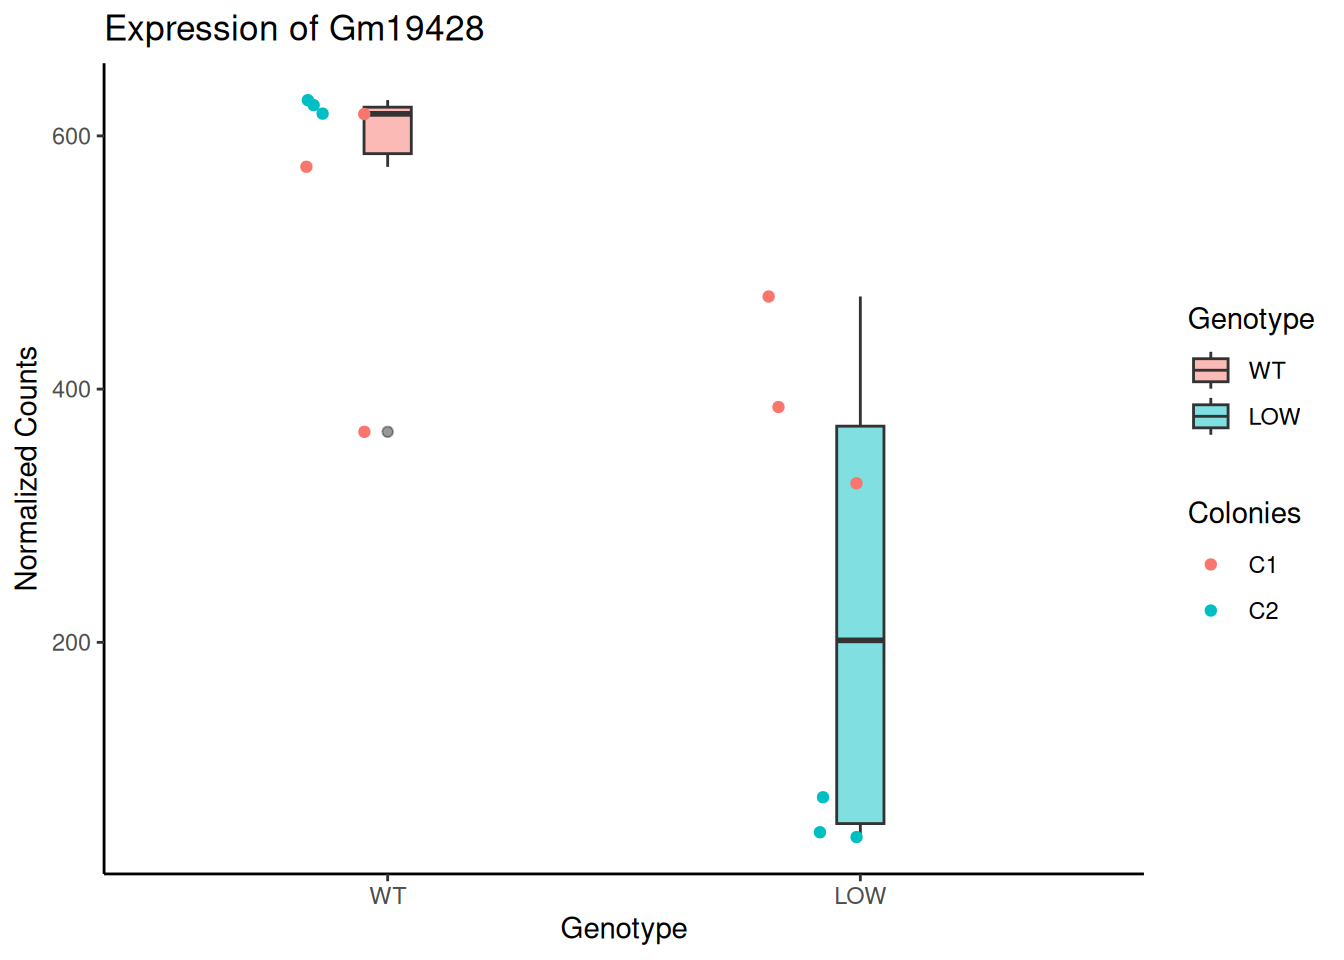 Expression of Gm19428
Normalized Counts
600
400
200
WT
LOW
Genotype
Genotype
WT
LOW
Colonies
C1
C2